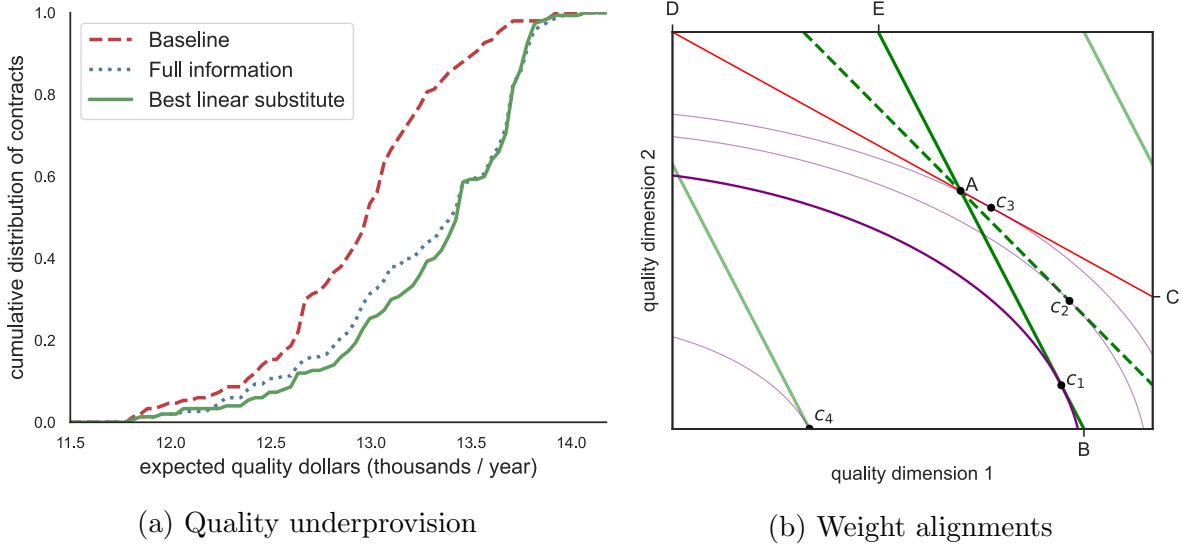 cumulative distribution of contracts
1.0
0.8
0.6
0.4
0.2
0.0
Baseline
Full information
Best linear substitute
11.5 12.0 12.5 13.0 13.5 14.0
expected quality dollars (thousands / year)
(a) Quality underprovision
D E
quality dimension 2
A
c3
C
c2
c1
c4
B
quality dimension 1
(b) Weight alignments